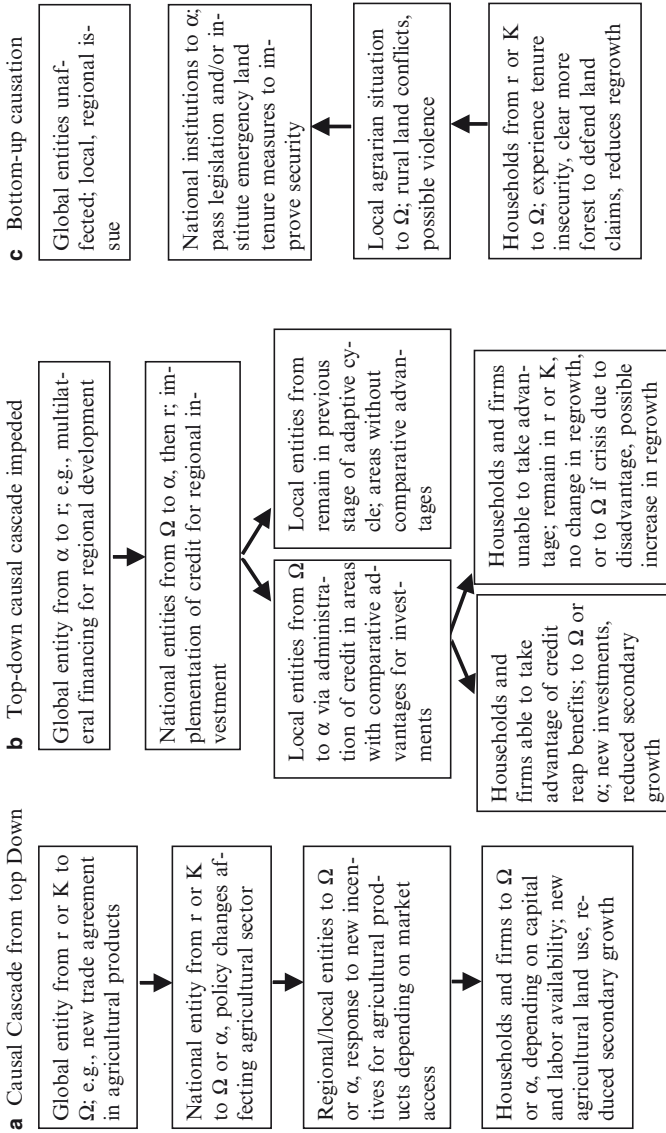 a Causal Cascade from top Down
Global entity from r or K to
Ω; e.g., new trade agreement
in agricultural products
National entity from r or K
to Ω or α, policy changes af-
fecting agricultural sector
Regional/local entities to Ω
or α, response to new incen-
tives for agricultural prod-
ucts depending on market
access
Households and firms to Ω
or α, depending on capital
and labor availability; new
agricultural land use, re-
duced secondary growth
b Top-down causal cascade impeded
Global entity from α to r; e.g., multilat-
eral financing for regional development
National entities from Ω to α, then r; im-
plementation of credit for regional in-
vestment
Local entities from Ω
to α via administra-
tion of credit in areas
with comparative ad-
vantages for invest-
ments
Local entities from
remain in previous
stage of adaptive cy-
cle; areas without
comparative advan-
tages
Households and
firms able to take
advantage of credit
reap benefits; to Ω or
α; new investments,
reduced secondary
growth
Households and firms
unable to take advan-
tage; remain in r or K,
no change in regrowth,
or to Ω if crisis due to
disadvantage, possible
increase in regrowth
c Bottom-up causation
Global entities unaf-
fected; local, regional is-
sue
National institutions to α;
pass legislation and/or in-
stitute emergency land
tenure measures to im-
prove security
Local agrarian situation
to Ω; rural land conflicts,
possible violence
Households from r or K
to Ω; experience tenure
insecurity, clear more
forest to defend land
claims, reduces regrowth